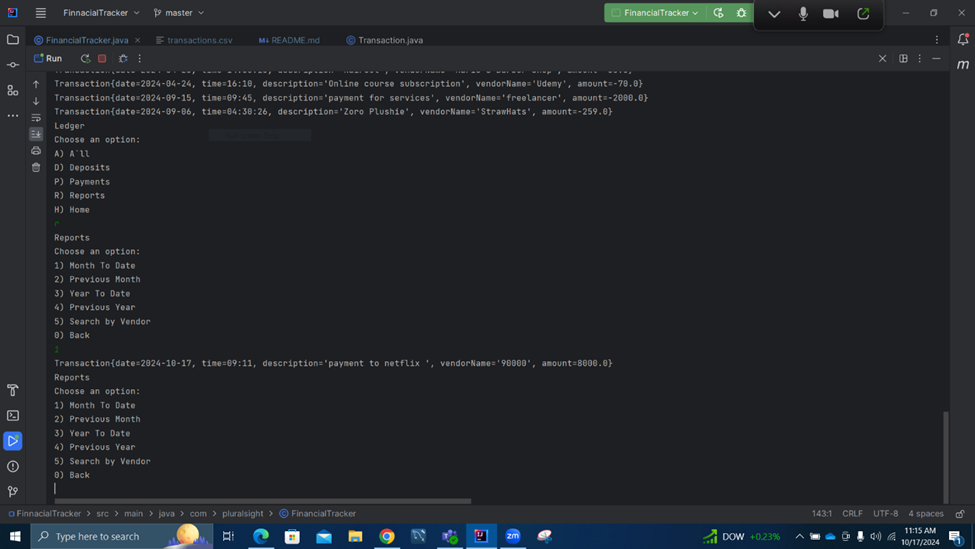 FinnacialTracker
master
FinancialTracker
FinancialTracker.java
transactions.csv
README.md
Transaction.java
Run
Transaction{date=2024-04-24, time=16:10, description='Online course subscription', vendorName='Udemy', amount=-70.0}
Transaction{date=2024-09-15, time=09:45, description='payment for services', vendorName='freelancer', amount=-2000.0}
Transaction{date=2024-09-06, time=04:30:26, description='Zoro Plushie', vendorName='StrawHats', amount=-259.0}
Ledger
Choose an option:
A) A`ll
D) Deposits
P) Payments
R) Reports
H) Home
r
Reports
Choose an option:
1) Month To Date
2) Previous Month
3) Year To Date
4) Previous Year
5) Search by Vendor
0) Back
1
Transaction{date=2024-10-17, time=09:11, description='payment to netflix ', vendorName='90000', amount=8000.0}
Reports
Choose an option:
1) Month To Date
2) Previous Month
3) Year To Date
4) Previous Year
5) Search by Vendor
0) Back
FinnacialTracker > src > main > java > com > pluralsight > FinancialTracker
143:1 CRLF UTF-8 4 spaces
Type here to search
DOW +0.23%
11:15 AM
10/17/2024